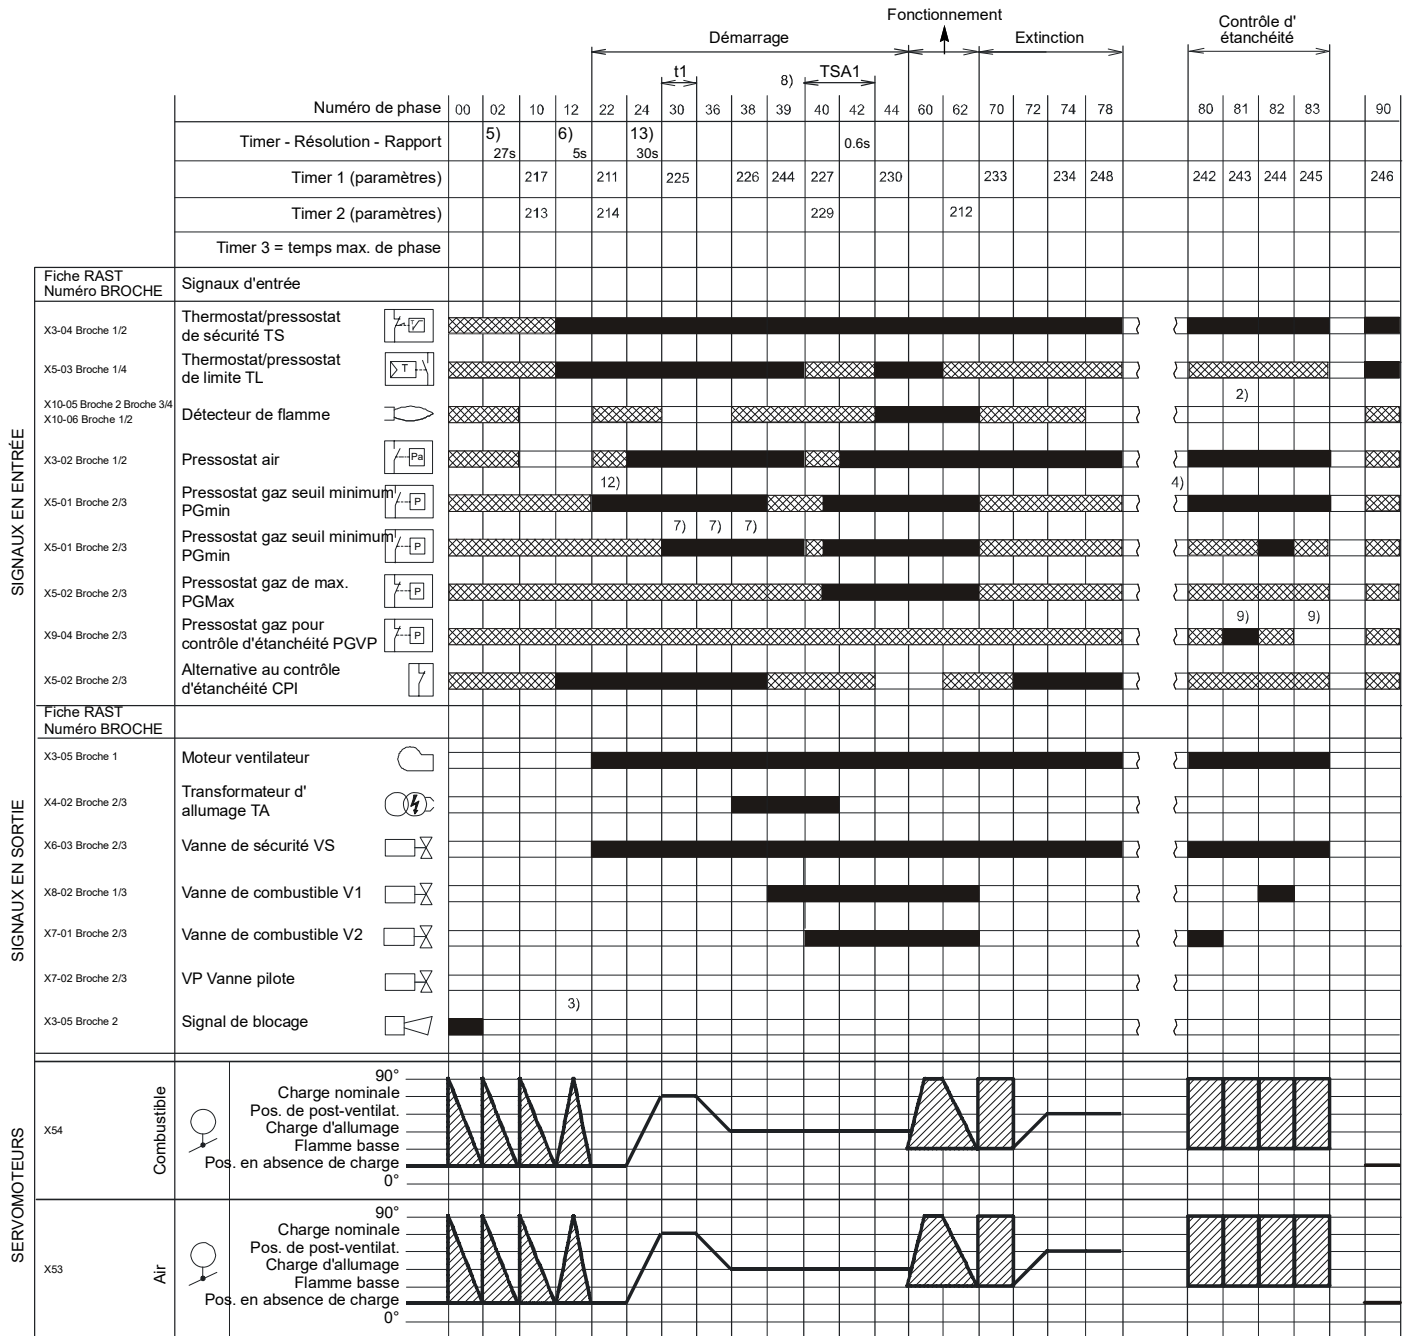 Fonctionnement
Démarrage
Extinction
Contrôle d'
étanchéité
t1
8)
TSA1
Numéro de phase 00 02 10 12 22 24 30 36 38 39 40 42 44 60 62 70 72 74 78 80 81 82 83 90
Timer - Résolution - Rapport 5) 27s 6) 5s 13) 30s 0.6s
Timer 1 (paramètres) 217 211 225 226 244 227 230 233 234 248 242 243 244 245 246
Timer 2 (paramètres) 213 214 229 212
Timer 3 = temps max. de phase
Fiche RAST
Numéro BROCHE
Signaux d'entrée
SIGNAUX EN ENTRÉE
X3-04 Broche 1/2
Thermostat/pressostat
de sécurité TS
X5-03 Broche 1/4
Thermostat/pressostat
de limite TL
T
2)
X10-05 Broche 2 Broche 3/4
X10-06 Broche 1/2
Détecteur de flamme
X3-02 Broche 1/2
Pressostat air
Pa
12)
4)
X5-01 Broche 2/3
Pressostat gaz seuil minimum
PGmin
P
7) 7) 7)
X5-01 Broche 2/3
Pressostat gaz seuil minimum
PGmin
P
X5-02 Broche 2/3
Pressostat gaz de max.
PGMax
P
9) 9)
X9-04 Broche 2/3
Pressostat gaz pour
contrôle d'étanchéité PGVP
P
X5-02 Broche 2/3
Alternative au contrôle
d'étanchéité CPI
Fiche RAST
Numéro BROCHE
SIGNAUX EN SORTIE
X3-05 Broche 1
Moteur ventilateur
X4-02 Broche 2/3
Transformateur d'
allumage TA
X6-03 Broche 2/3
Vanne de sécurité VS
X8-02 Broche 1/3
Vanne de combustible V1
X7-01 Broche 2/3
Vanne de combustible V2
X7-02 Broche 2/3
VP Vanne pilote
3)
X3-05 Broche 2
Signal de blocage
SERVOMOTEURS
X54
Combustible
90°
Charge nominale
Pos. de post-ventilat.
Charge d'allumage
Flamme basse
Pos. en absence de charge
0°
X53
Air
90°
Charge nominale
Pos. de post-ventilat.
Charge d'allumage
Flamme basse
Pos. en absence de charge
0°